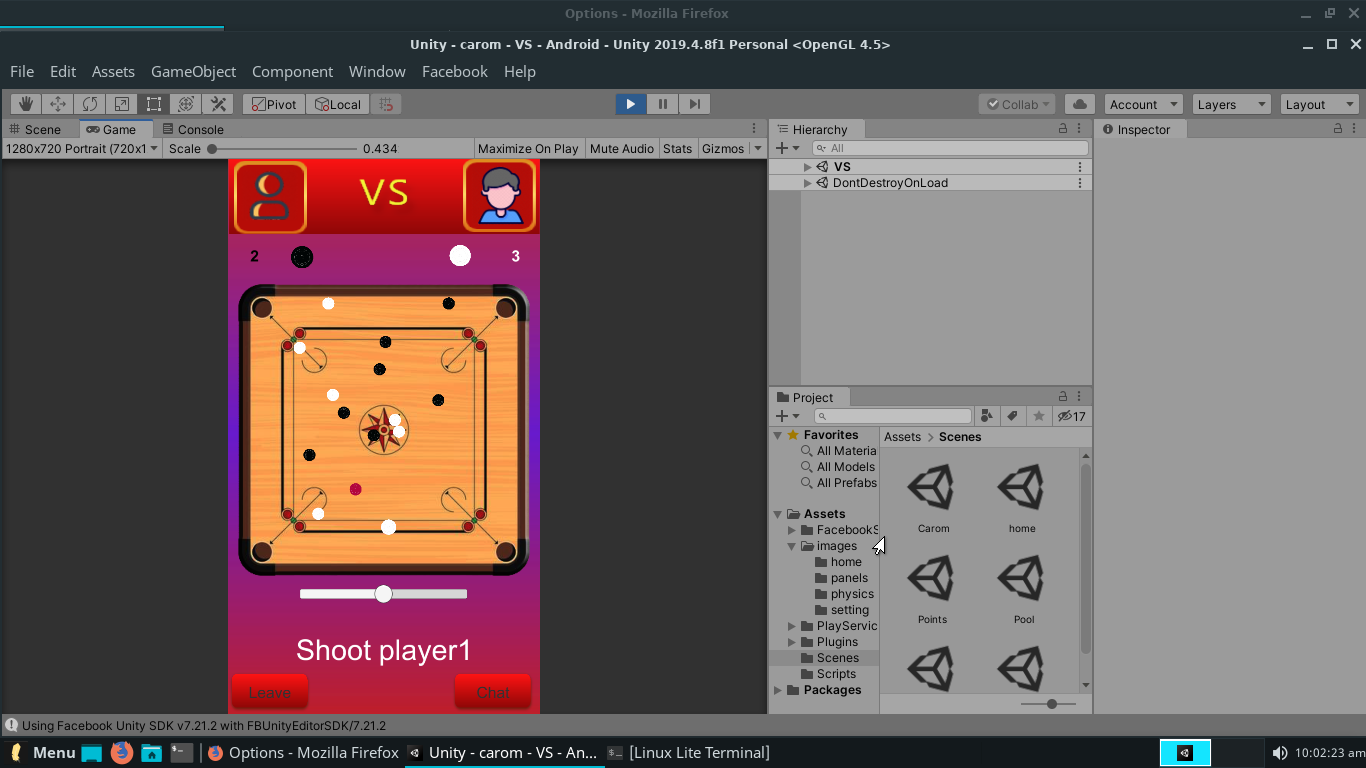 Options - Mozilla Firefox
Unity - carom - VS - Android - Unity 2019.4.8f1 Personal <OpenGL 4.5>
File Edit Assets GameObject Component Window Facebook Help
Pivot Local Collab Account Layers Layout
Scene Game Console Hierarchy Inspector
1280x720 Portrait (720x1 Scale 0.434 Maximize On Play Mute Audio Stats Gizmos All
VS
DontDestroyOnLoad
VS
2 3
Project
17
Favorites
All Materia
All Models
All Prefabs
Assets
FacebookS
images
home
panels
physics
setting
PlayServic
Plugins
Scenes
Scripts
Packages
Assets > Scenes
Carom home
Points Pool
Shoot player1
Leave Chat
Using Facebook Unity SDK v7.21.2 with FBUnityEditorSDK/7.21.2
Menu Options - Mozilla Firefox Unity - carom - VS - An... [Linux Lite Terminal] 10:02:23 am